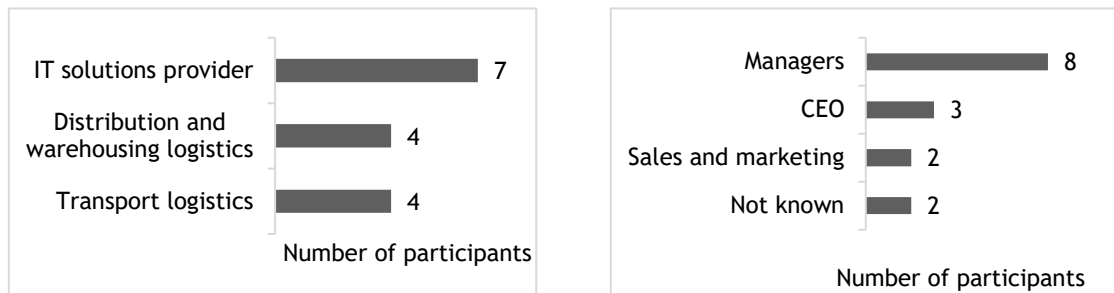 IT solutions provider 7
Distribution and
warehousing logistics 4
Transport logistics 4
Number of participants
Managers 8
CEO 3
Sales and marketing 2
Not known 2
Number of participants